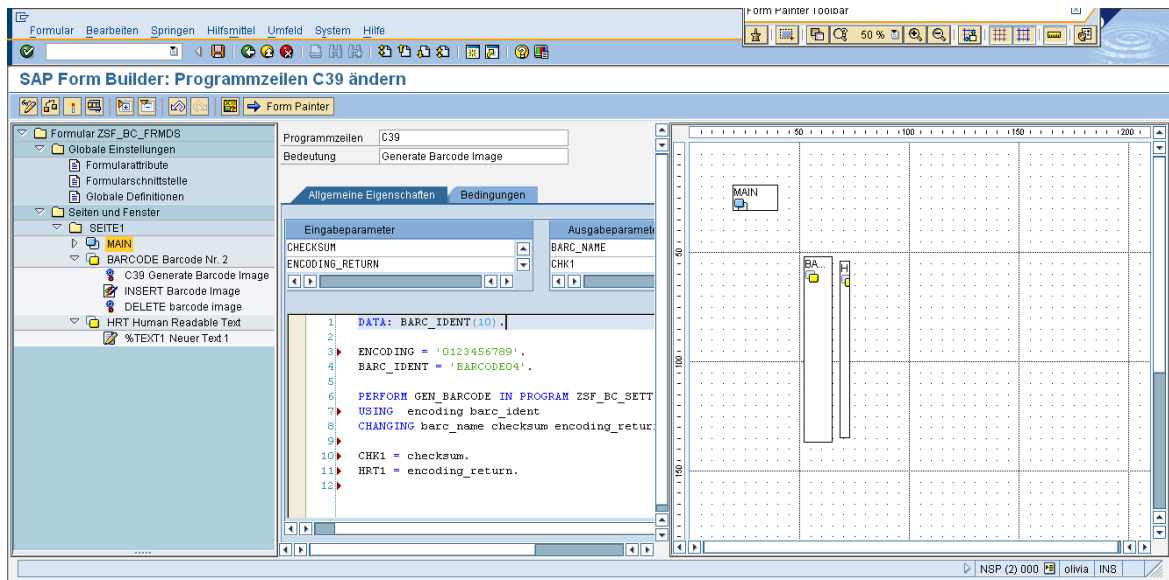 Form Painter Toolbar
Formular Bearbeiten Springen Hilfsmittel Umfeld System Hilfe
50 %
SAP Form Builder: Programmzeilen C39 ändern
Form Painter
Formular ZSF_BC_FRMDS
Globale Einstellungen
Formularattribute
Formularschnittstelle
Globale Definitionen
Seiten und Fenster
SEITE1
MAIN
BARCODE Barcode Nr. 2
C39 Generate Barcode Image
INSERT Barcode Image
DELETE barcode image
HRT Human Readable Text
%TEXT1 Neuer Text 1
Programmzeilen C39
Bedeutung Generate Barcode Image
Allgemeine Eigenschaften Bedingungen
Eingabeparameter Ausgabeparamete
CHECKSUM BARC_NAME
ENCODING_RETURN CHK1
1 DATA: BARC_IDENT(10).
2
3 ENCODING = '0123456789'.
4 BARC_IDENT = 'BARCODE04'.
5
6 PERFORM GEN_BARCODE IN PROGRAM ZSF_BC_SETT
7 USING encoding barc_ident
8 CHANGING barc_name checksum encoding_retur
9
10 CHK1 = checksum.
11 HRT1 = encoding_return.
12
50 100 150 200
MAIN
50
BA... H
100
150
NSP (2) 000 olivia INS